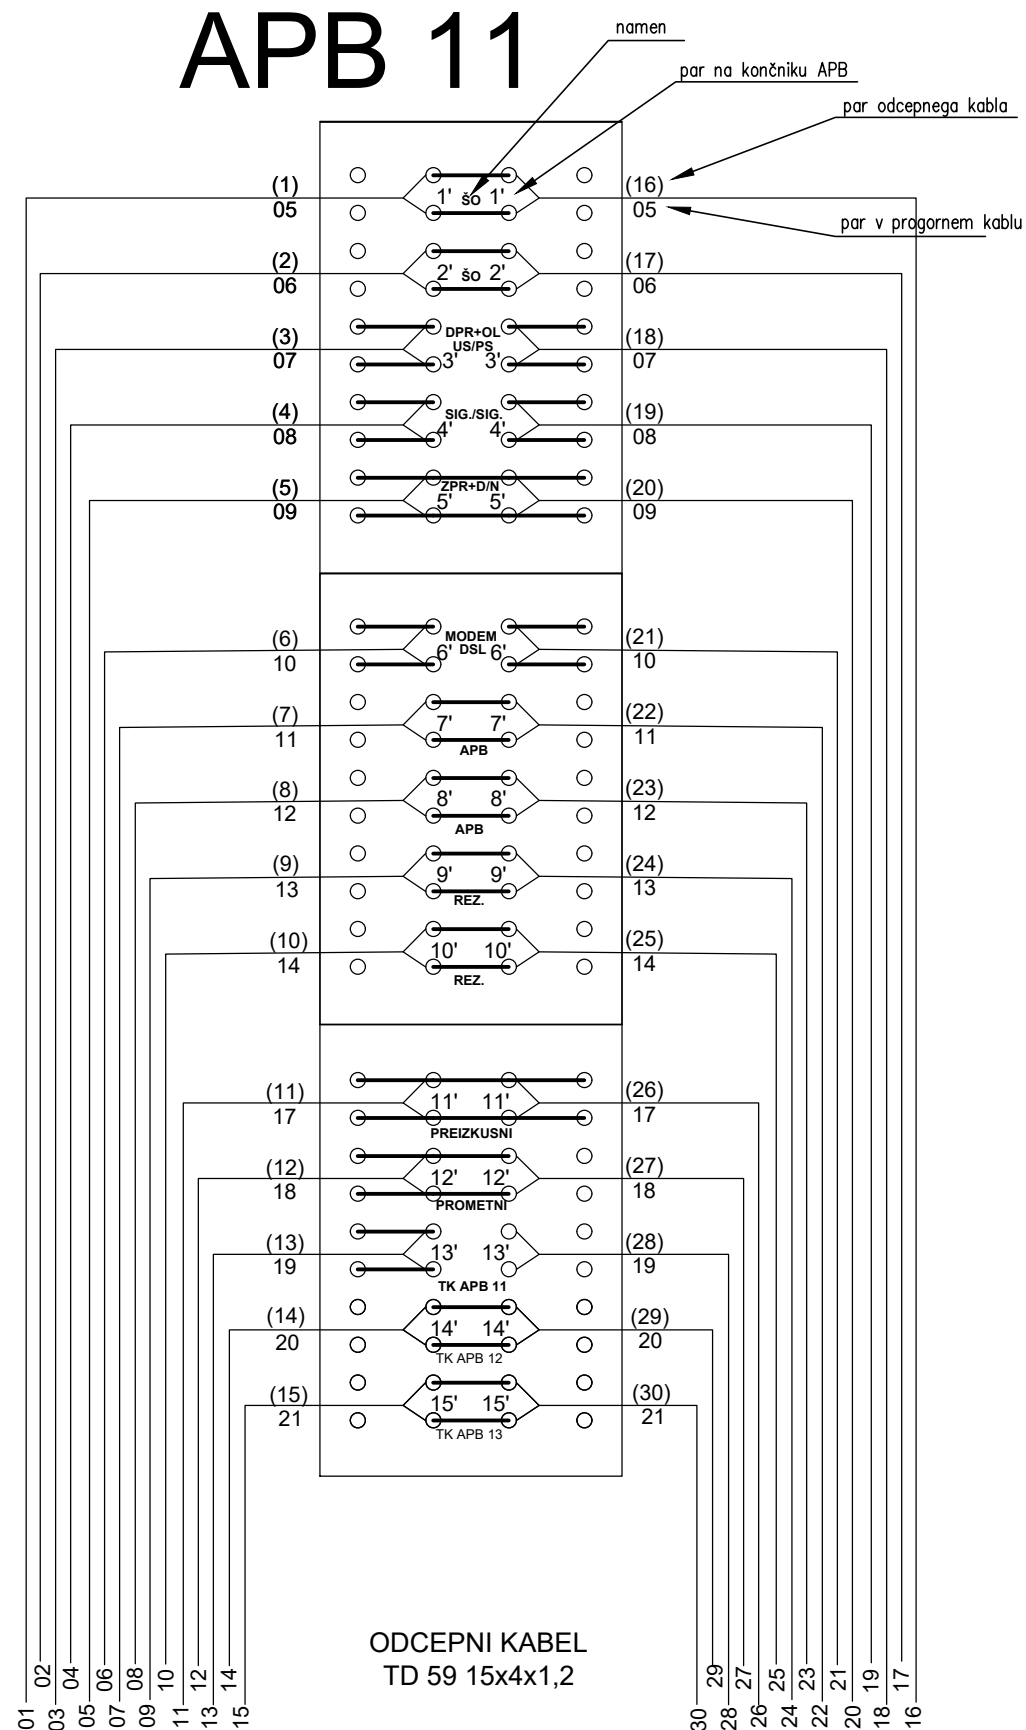 APB 11
namen
par na končniku APB
par odcepnega kabla
par v progornem kablu
(1) 1' šo 1' (16)
05 05
(2) 2' šo 2' (17)
06 06
(3) DPR+OL (18)
US/PS
07 3' 3' 07
(4) SIG./SIG. (19)
08 4' 4' 08
(5) ZPR+D/N (20)
09 5' 5' 09
(6) MODEM (21)
10 6' DSL 6' 10
(7) 7' 7' (22)
11 APB 11
(8) 8' 8' (23)
12 APB 12
(9) 9' 9' (24)
13 REZ. 13
(10) 10' 10' (25)
14 REZ. 14
(11) 11' 11' (26)
17 PREIZKUSNI 17
(12) 12' 12' (27)
18 PROMETNI 18
(13) 13' 13' (28)
19 TK APB 11 19
(14) 14' 14' (29)
20 TK APB 12 20
(15) 15' 15' (30)
21 TK APB 13 21
ODCEPNI KABEL
TD 59 15x4x1,2
01 02 03 04 05 06 07 08 09 10 11 12 13 14 15 30 29 28 27 26 25 24 23 22 21 20 19 18 17 16